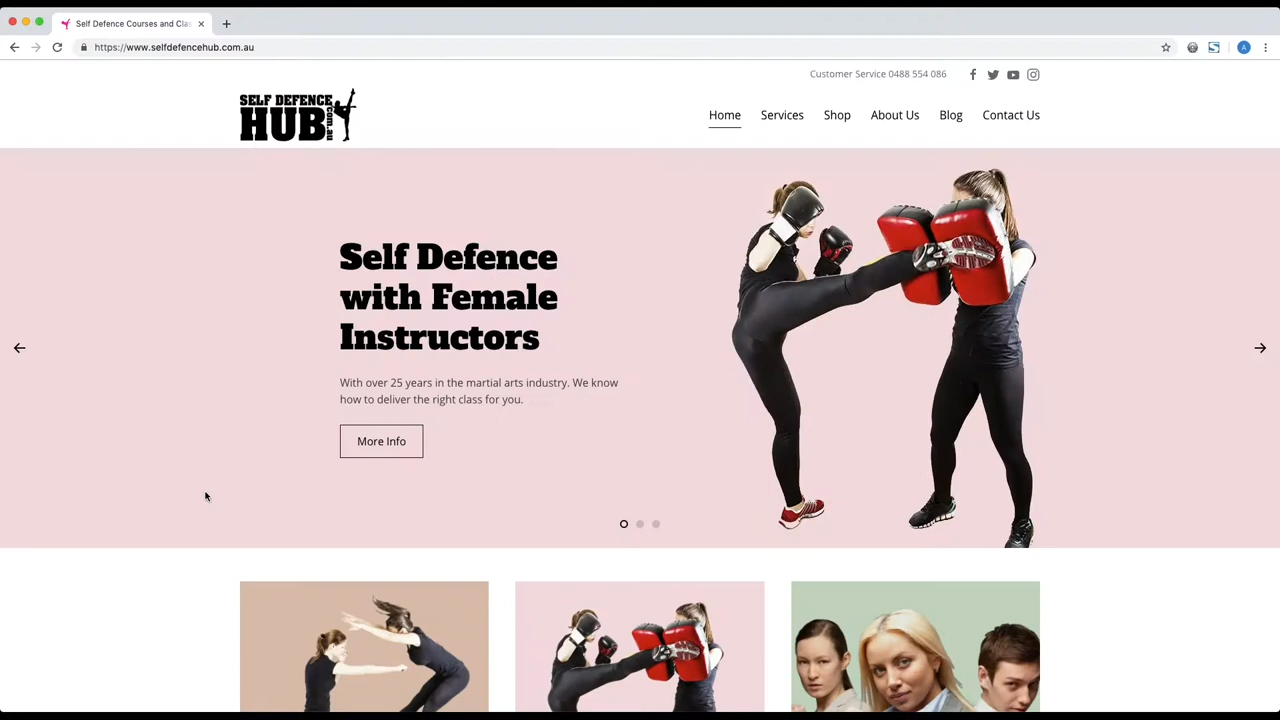 Self Defence Courses and Clas
https://www.selfdefencehub.com.au
A
Customer Service 0488 554 086
SELF DEFENCE
HUB
.com.au
Home Services Shop About Us Blog Contact Us
Self Defence
with Female
Instructors
With over 25 years in the martial arts industry. We know
how to deliver the right class for you.
More Info